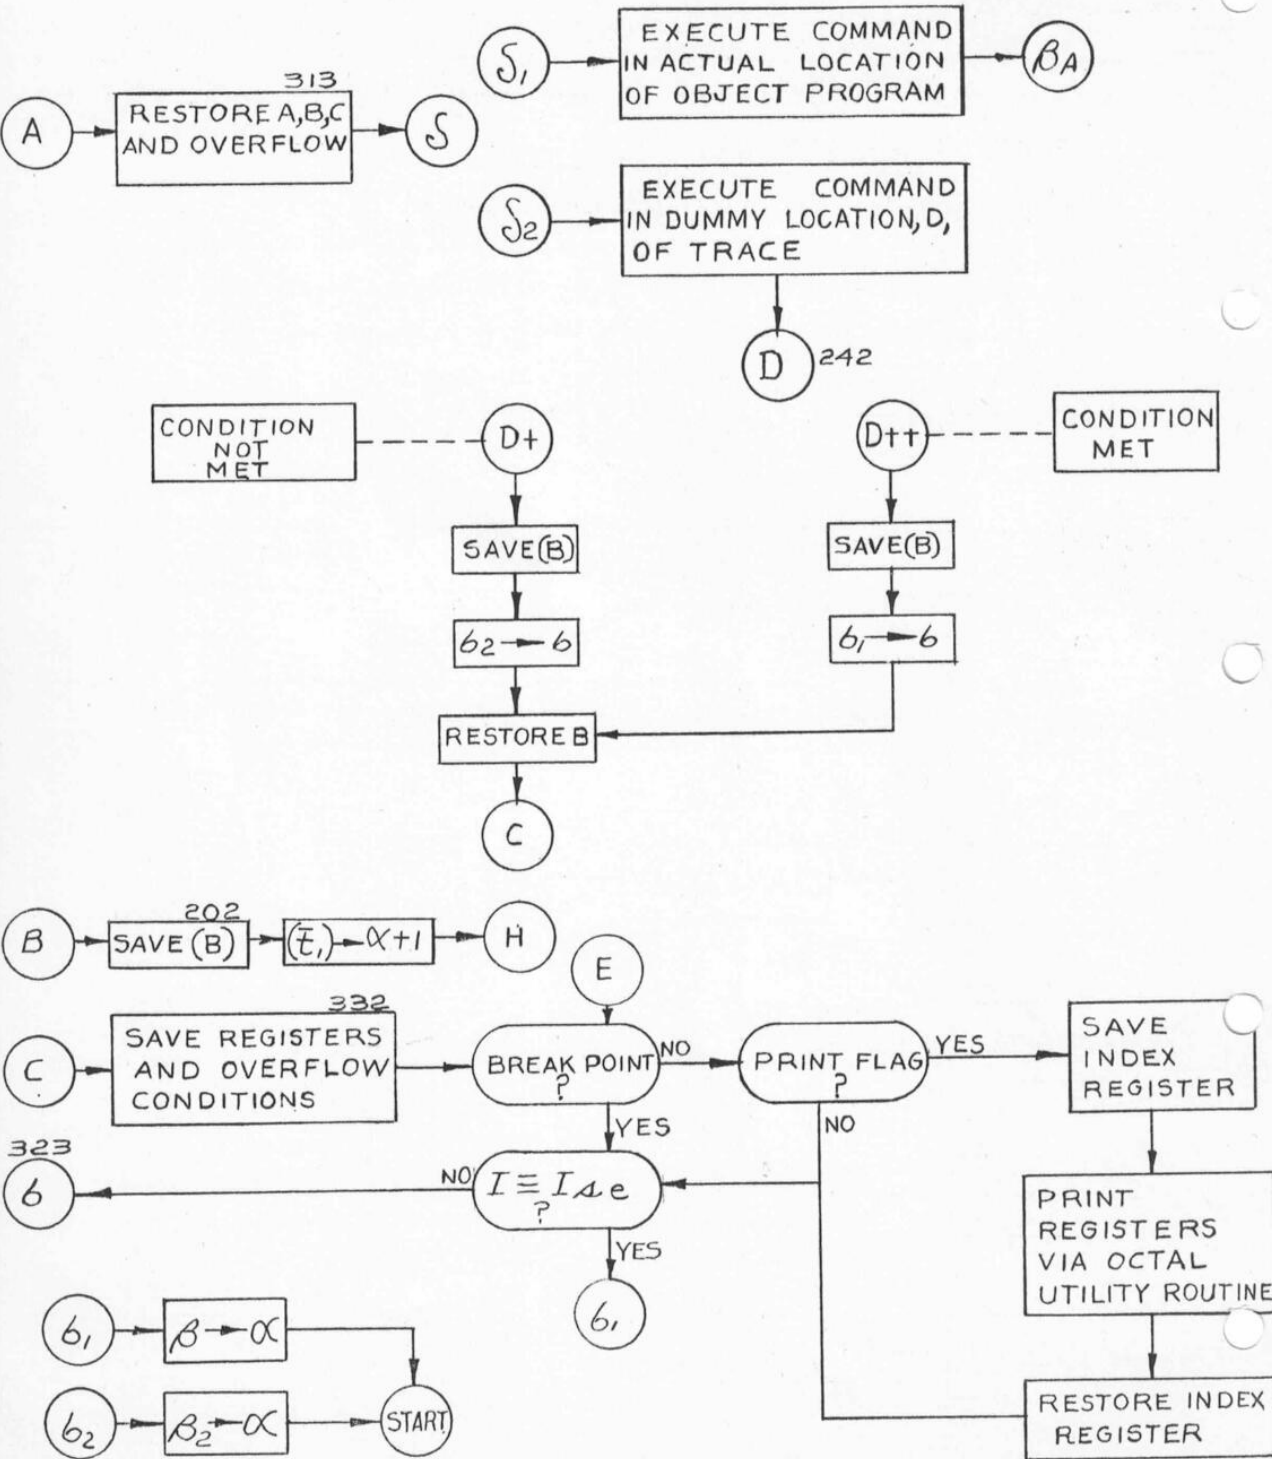 313
A
RESTORE A,B,C
AND OVERFLOW
S
S1
EXECUTE COMMAND
IN ACTUAL LOCATION
OF OBJECT PROGRAM
βA
S2
EXECUTE COMMAND
IN DUMMY LOCATION, D,
OF TRACE
D 242
CONDITION
NOT
MET
D+
D++
CONDITION
MET
SAVE (B)
SAVE (B)
62 → 6
61 → 6
RESTORE B
C
B
202
SAVE (B)
(t̄1) → α+1
H
E
C
332
SAVE REGISTERS
AND OVERFLOW
CONDITIONS
BREAK POINT
?
NO
PRINT FLAG
?
YES
SAVE
INDEX
REGISTER
YES
NO
323
6
NO
I ≡ Ise
?
YES
61
PRINT
REGISTERS
VIA OCTAL
UTILITY ROUTINE
61
β → α
62
β2 → α
START
RESTORE INDEX
REGISTER